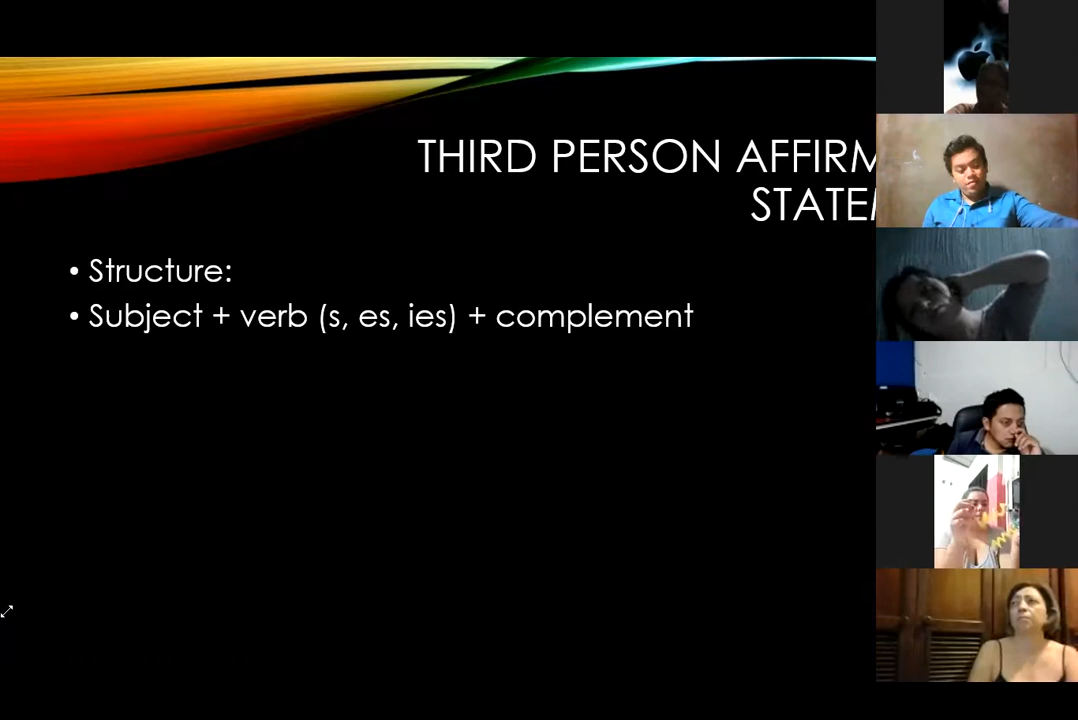 THIRD PERSON AFFIRM
STATE
• Structure:
• Subject + verb (s, es, ies) + complement